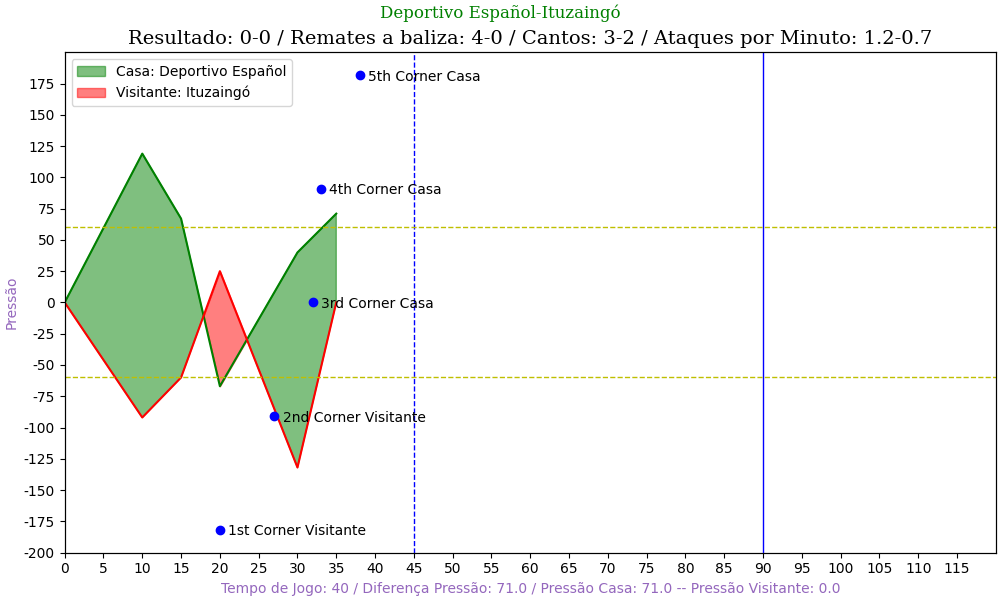 Deportivo Español-Ituzaingó
Resultado: 0-0 / Remates a baliza: 4-0 / Cantos: 3-2 / Ataques por Minuto: 1.2-0.7
Casa: Deportivo Español
Visitante: Ituzaingó
5th Corner Casa
4th Corner Casa
3rd Corner Casa
2nd Corner Visitante
1st Corner Visitante
Pressão
175
150
125
100
75
50
25
0
-25
-50
-75
-100
-125
-150
-175
-200
0 5 10 15 20 25 30 35 40 45 50 55 60 65 70 75 80 85 90 95 100 105 110 115
Tempo de Jogo: 40 / Diferença Pressão: 71.0 / Pressão Casa: 71.0 -- Pressão Visitante: 0.0